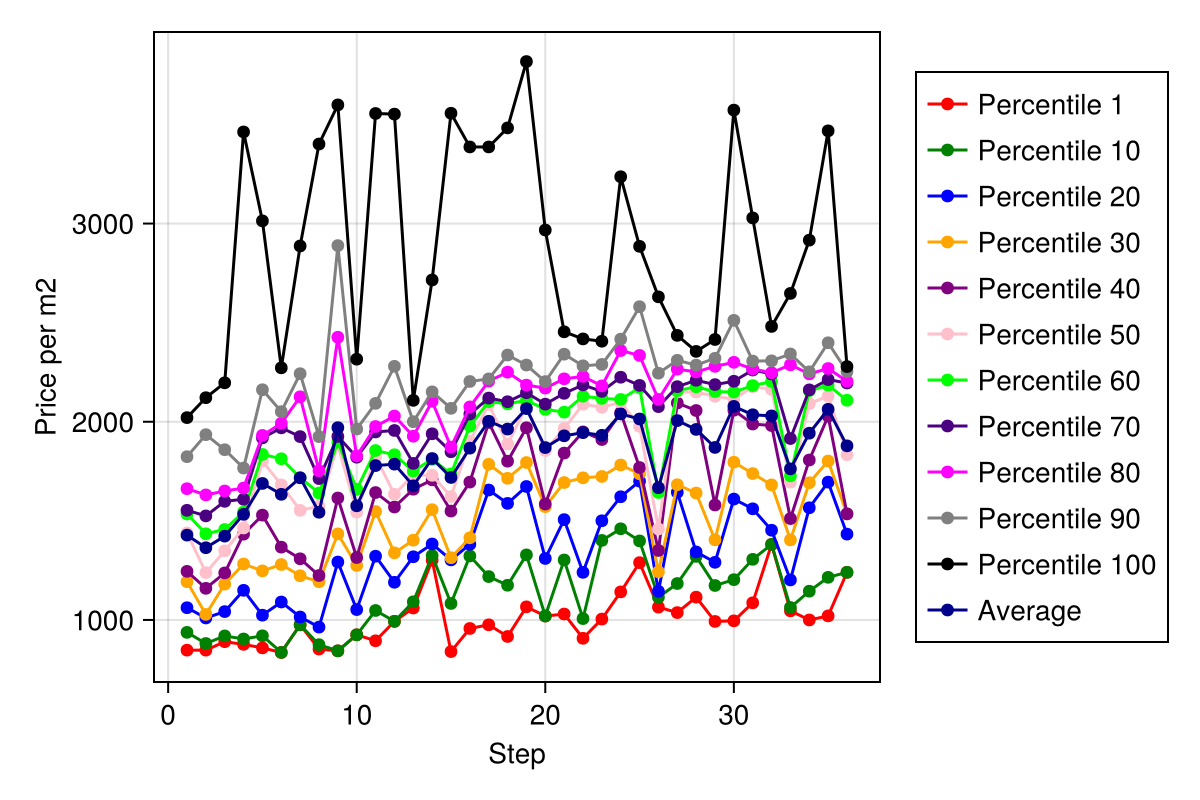 Price per m2
3000
2000
1000
0
10
20
30
Step
Percentile 1
Percentile 10
Percentile 20
Percentile 30
Percentile 40
Percentile 50
Percentile 60
Percentile 70
Percentile 80
Percentile 90
Percentile 100
Average